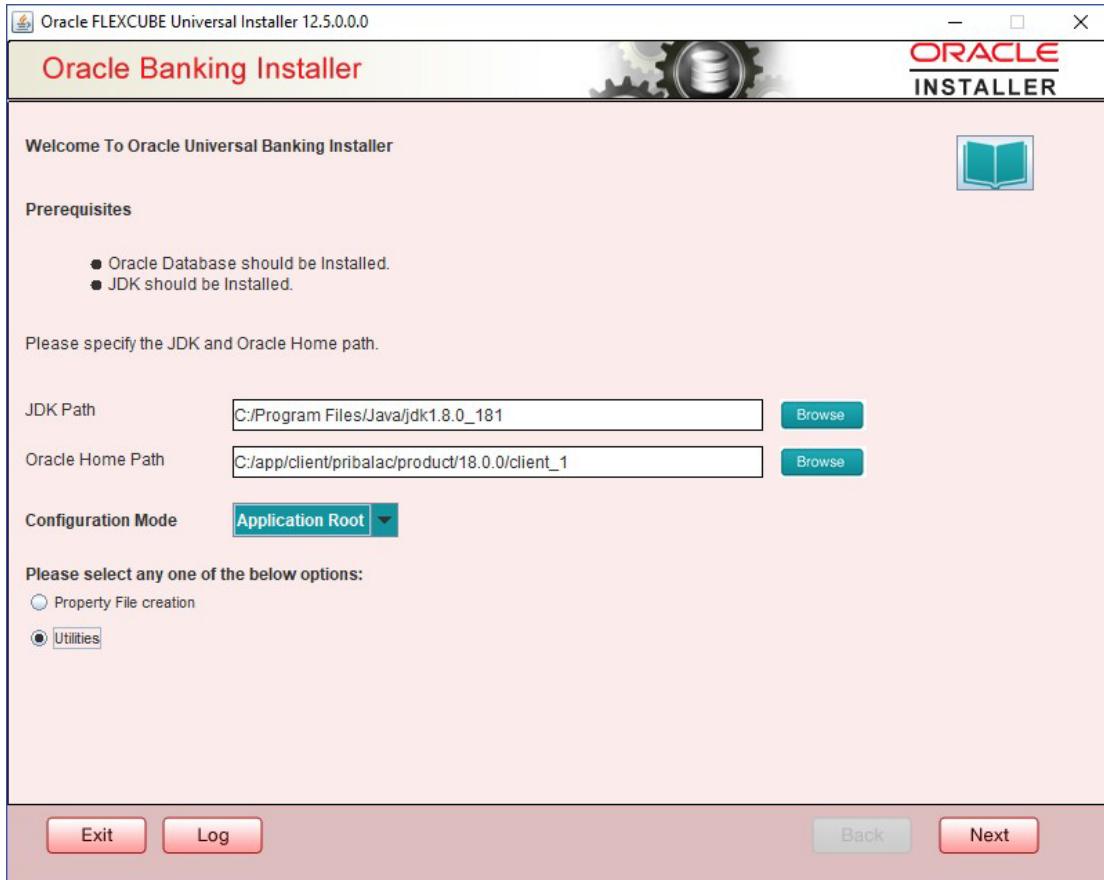 Oracle FLEXCUBE Universal Installer 12.5.0.0.0
Oracle Banking Installer
ORACLE
INSTALLER
Welcome To Oracle Universal Banking Installer
Prerequisites
Oracle Database should be Installed.
JDK should be Installed.
Please specify the JDK and Oracle Home path.
JDK Path C:/Program Files/Java/jdk1.8.0_181 Browse
Oracle Home Path C:/app/client/pribalac/product/18.0.0/client_1 Browse
Configuration Mode Application Root
Please select any one of the below options:
Property File creation
Utilities
Exit Log Back Next